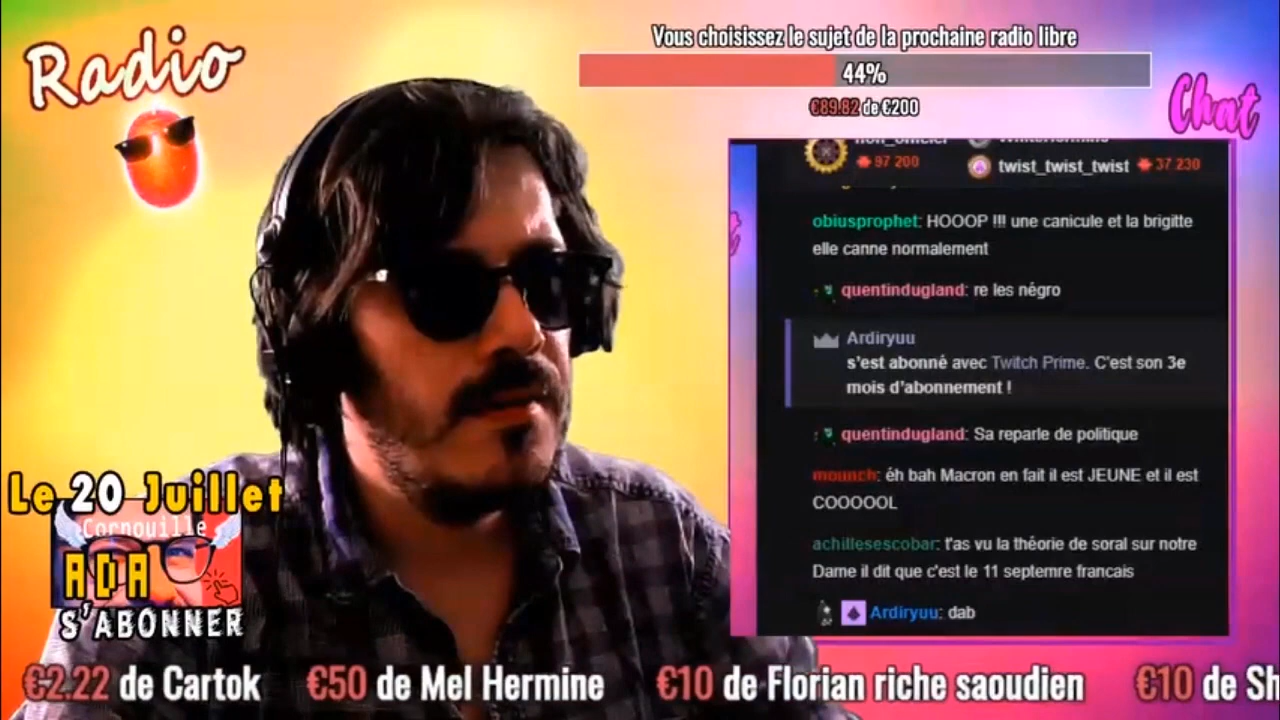 Radio
Vous choisissez le sujet de la prochaine radio libre
44%
€89.82 de €200
Chat
97 200
twist_twist_twist 37 230
obiusprophet: HOOOP !!! une canicule et la brigitte
elle canne normalement
quentindugland: re les négro
Ardiryuu
s'est abonné avec Twitch Prime. C'est son 3e
mois d'abonnement !
quentindugland: Sa reparle de politique
mounch: éh bah Macron en fait il est JEUNE et il est
COOOOOL
achillesescobar: t'as vu la théorie de soral sur notre
Dame il dit que c'est le 11 septemre francais
Ardiryuu: dab
Le 20 Juillet
Cornouille
ADA
S'ABONNER
€2.22 de Cartok €50 de Mel Hermine €10 de Florian riche saoudien €10 de Sh